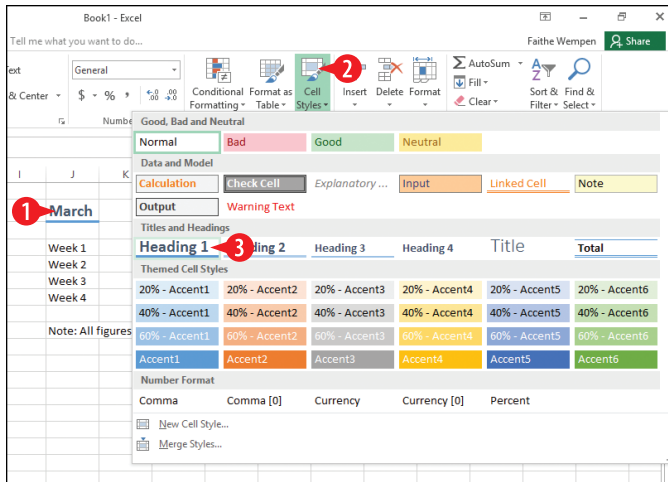 Book1 - Excel
Tell me what you want to do...
Faithe Wempen
Share
ext
General
AutoSum
Fill
Clear
& Center
$ - % ,
Conditional Formatting
Format as Table
Cell Styles
Insert
Delete
Format
Sort & Filter
Find & Select
Numbe
2
Good, Bad and Neutral
Normal Bad Good Neutral
Data and Model
Calculation Check Cell Explanatory ... Input Linked Cell Note
Output Warning Text
Titles and Headings
Heading 1 3 ding 2 Heading 3 Heading 4 Title Total
Themed Cell Styles
20% - Accent1 20% - Accent2 20% - Accent3 20% - Accent4 20% - Accent5 20% - Accent6
40% - Accent1 40% - Accent2 40% - Accent3 40% - Accent4 40% - Accent5 40% - Accent6
60% - Accent1 60% - Accent2 60% - Accent3 60% - Accent4 60% - Accent5 60% - Accent6
Accent1 Accent2 Accent3 Accent4 Accent5 Accent6
Number Format
Comma Comma [0] Currency Currency [0] Percent
New Cell Style...
Merge Styles...
I J K
1 March
Week 1
Week 2
Week 3
Week 4
Note: All figures